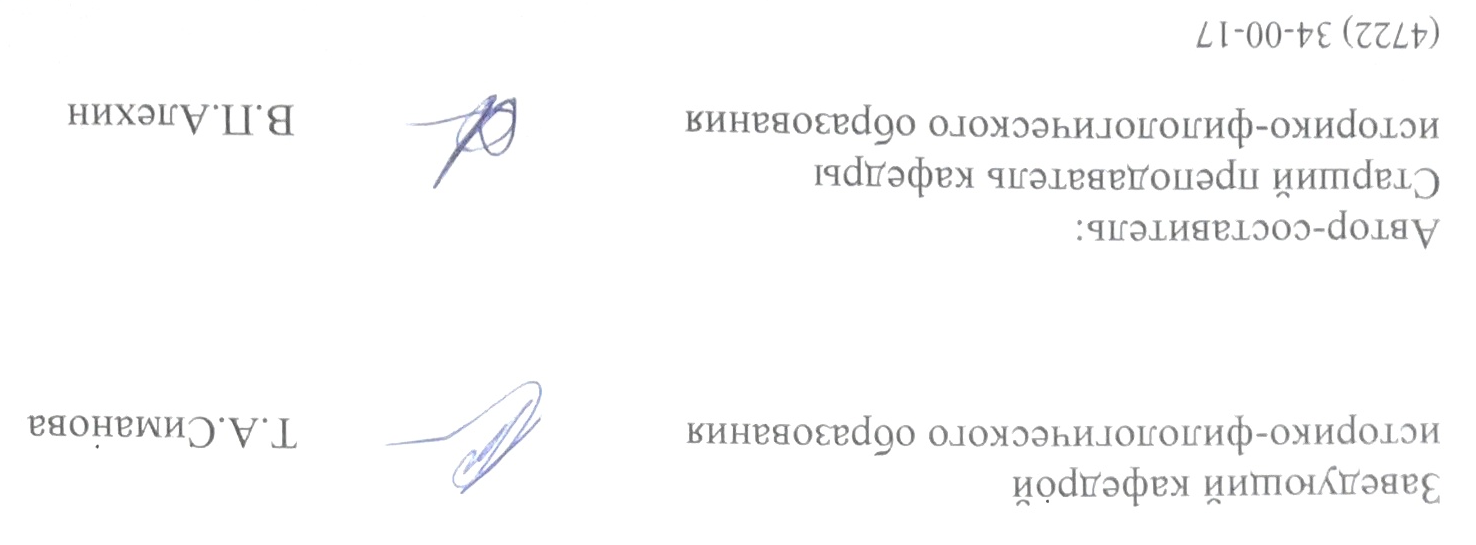 Заведующий кафедрой
историко-филологического образования Т.А.Симанова
Автор-составитель:
Старший преподаватель кафедры
историко-филологического образования В.П.Алехин
(4722) 34-00-17